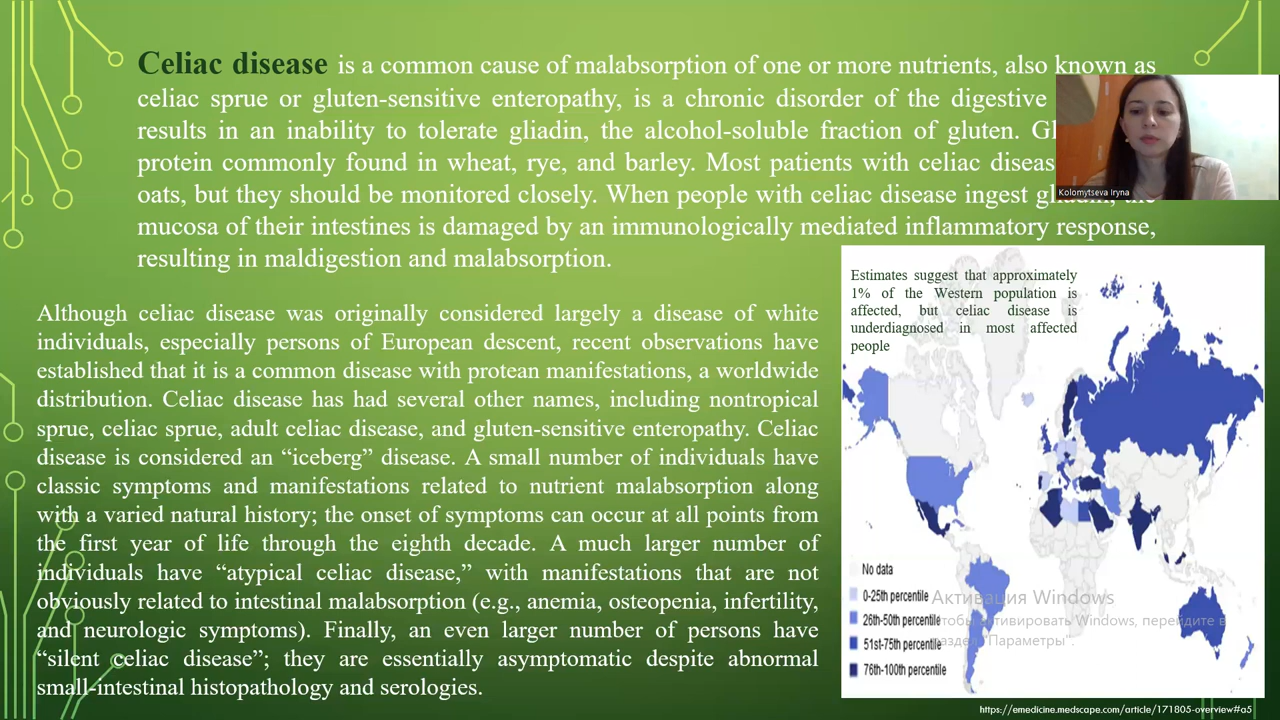 Celiac disease is a common cause of malabsorption of one or more nutrients, also known as
celiac sprue or gluten-sensitive enteropathy, is a chronic disorder of the digestive
results in an inability to tolerate gliadin, the alcohol-soluble fraction of gluten.
protein commonly found in wheat, rye, and barley. Most patients with celiac
oats, but they should be monitored closely. When people with celiac disease ingest
mucosa of their intestines is damaged by an immunologically mediated inflammatory response,
resulting in maldigestion and malabsorption.
Kolomytseva Iryna
Although celiac disease was originally considered largely a disease of white
individuals, especially persons of European descent, recent observations have
established that it is a common disease with protean manifestations, a worldwide
distribution. Celiac disease has had several other names, including nontropical
sprue, celiac sprue, adult celiac disease, and gluten-sensitive enteropathy. Celiac
disease is considered an “iceberg” disease. A small number of individuals have
classic symptoms and manifestations related to nutrient malabsorption along
with a varied natural history; the onset of symptoms can occur at all points from
the first year of life through the eighth decade. A much larger number of
individuals have “atypical celiac disease,” with manifestations that are not
obviously related to intestinal malabsorption (e.g., anemia, osteopenia, infertility,
and neurologic symptoms). Finally, an even larger number of persons have
“silent celiac disease”; they are essentially asymptomatic despite abnormal
small-intestinal histopathology and serologies.
Estimates suggest that approximately
1% of the Western population is
affected, but celiac disease is
underdiagnosed in most affected
people
No data
0-25th percentile
26th-50th percentile
51st-75th percentile
76th-100th percentile
Активация Windows
Чтобы активировать Windows, перейдите в
раздел "Параметры".
https://emedicine.medscape.com/article/171805-overview#a5